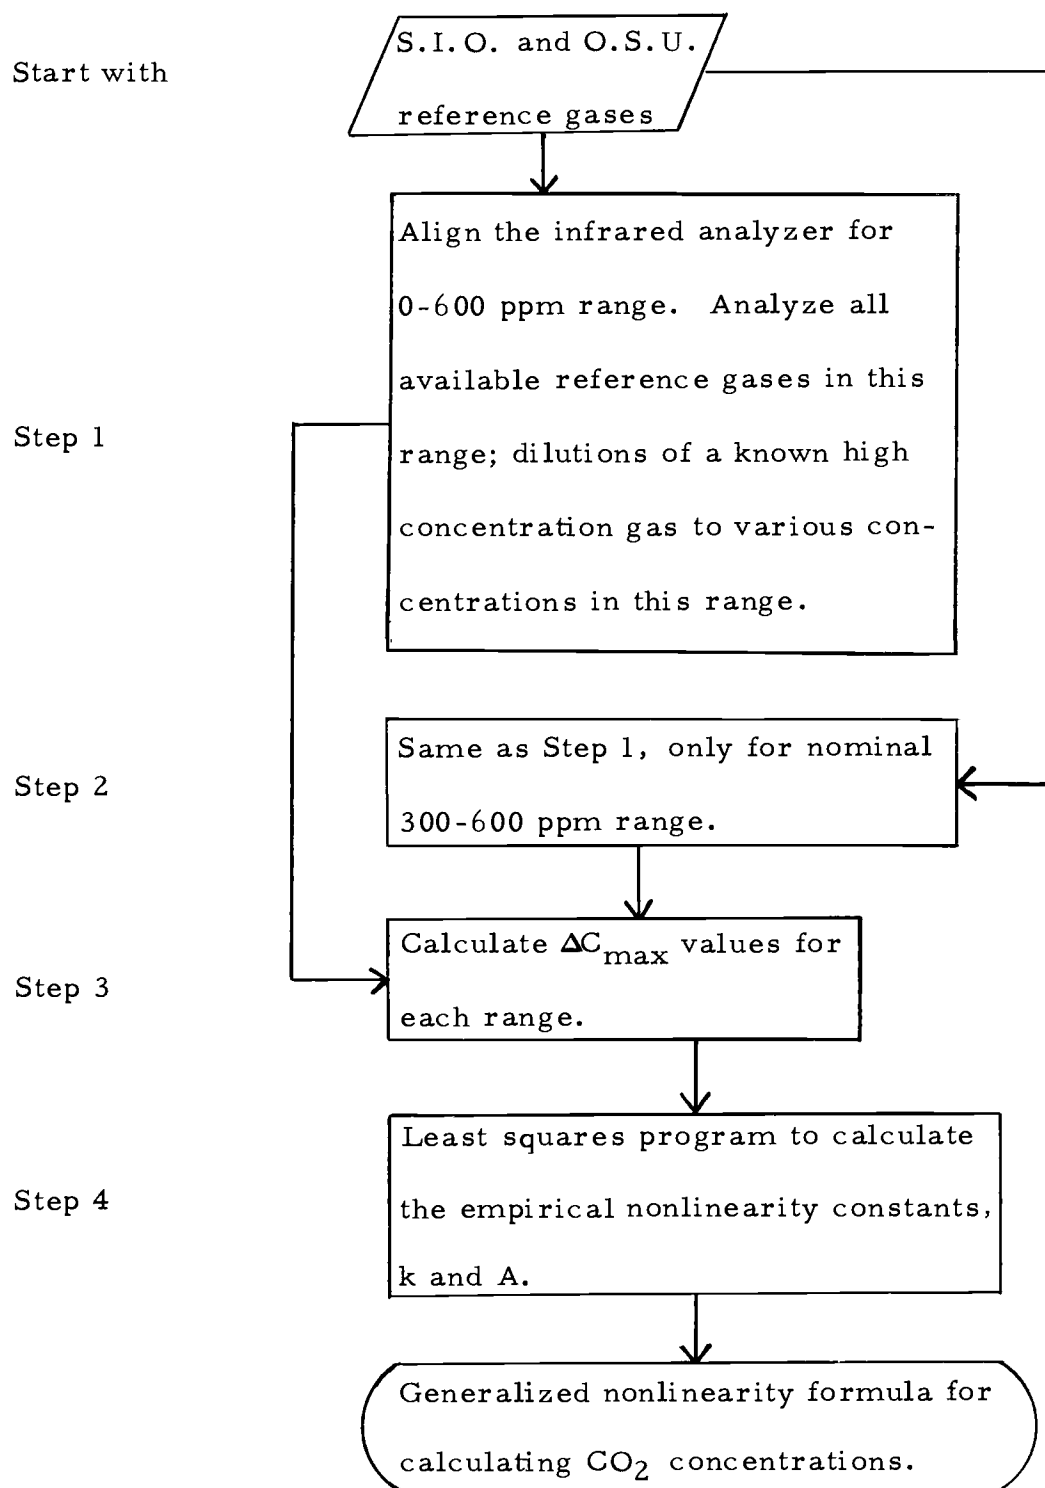 Start with
S.I.O. and O.S.U.
reference gases
Step 1
Align the infrared analyzer for
0-600 ppm range. Analyze all
available reference gases in this
range; dilutions of a known high
concentration gas to various con-
centrations in this range.
Step 2
Same as Step 1, only for nominal
300-600 ppm range.
Step 3
Calculate ΔCmax values for
each range.
Step 4
Least squares program to calculate
the empirical nonlinearity constants,
k and A.
Generalized nonlinearity formula for
calculating CO2 concentrations.